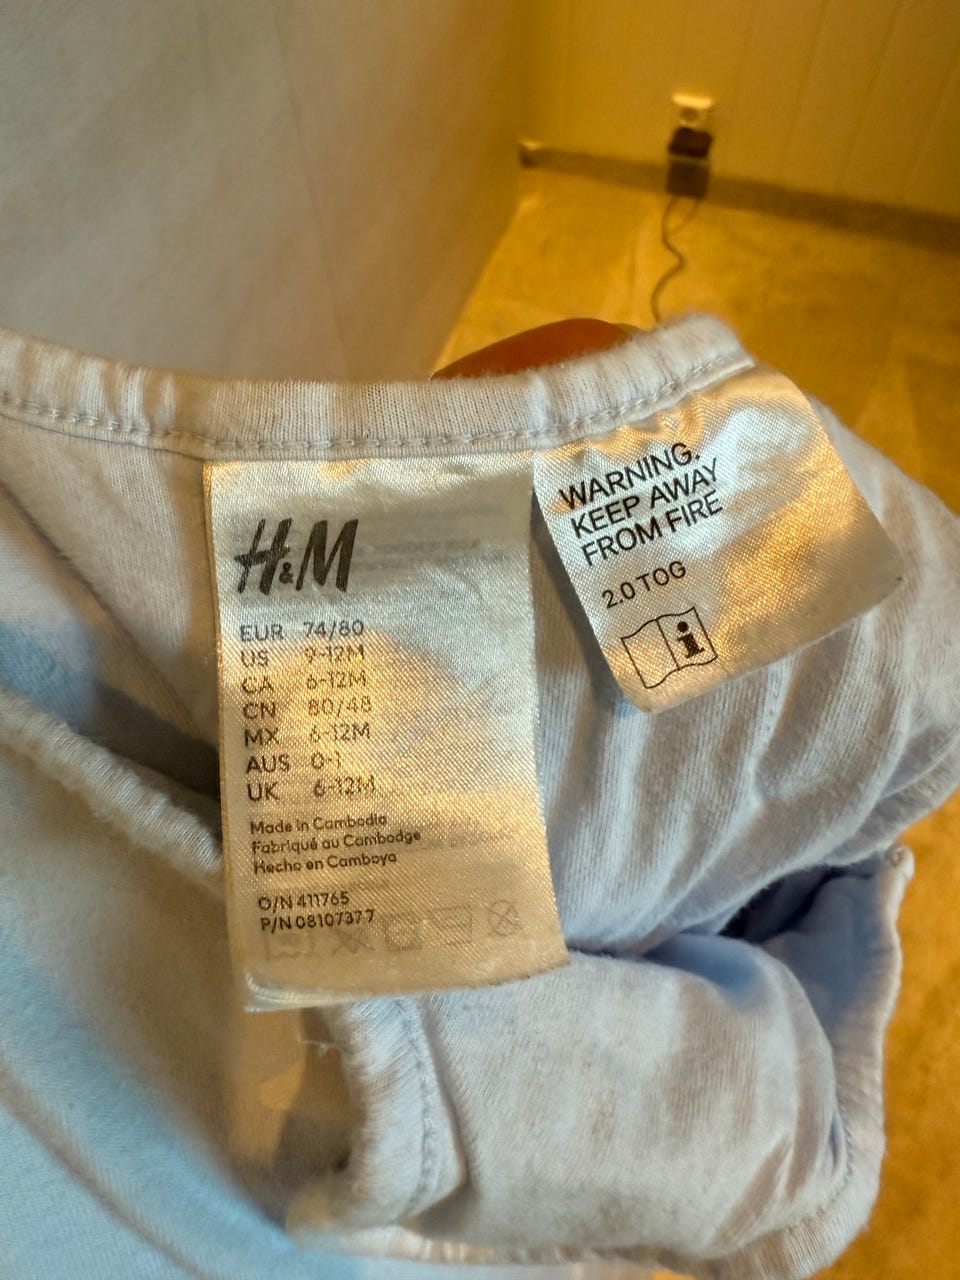 H&M
EUR 74/80
US 9-12M
CA 6-12M
CN 80/48
MX 6-12M
AUS 0-1
UK 6-12M
Made in Cambodia
Fabriqué au Cambodge
Hecho en Camboya
O/N 411765
P/N 08107377
WARNING.
KEEP AWAY
FROM FIRE
2.0 TOG
i